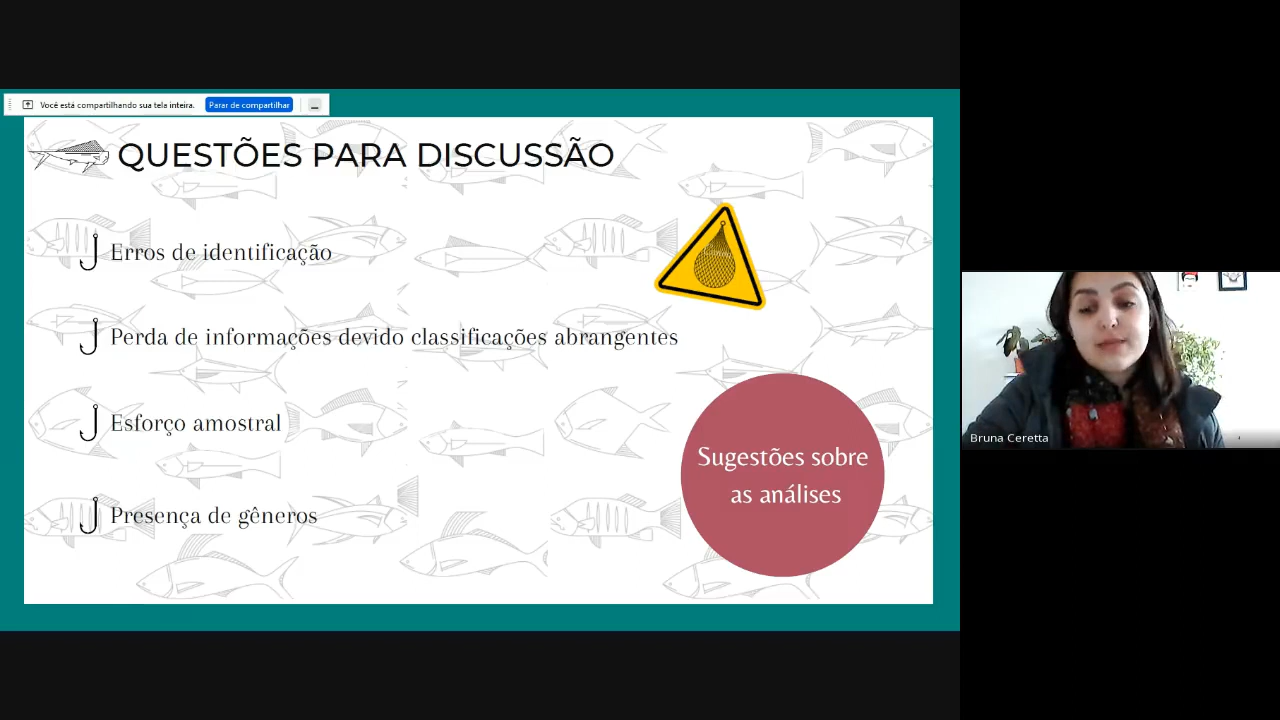 Você está compartilhando sua tela inteira.
Parar de compartilhar
QUESTÕES PARA DISCUSSÃO
Erros de identificação
Perda de informações devido classificações abrangentes
Esforço amostral
Presença de gêneros
Sugestões sobre
as análises
Bruna Ceretta